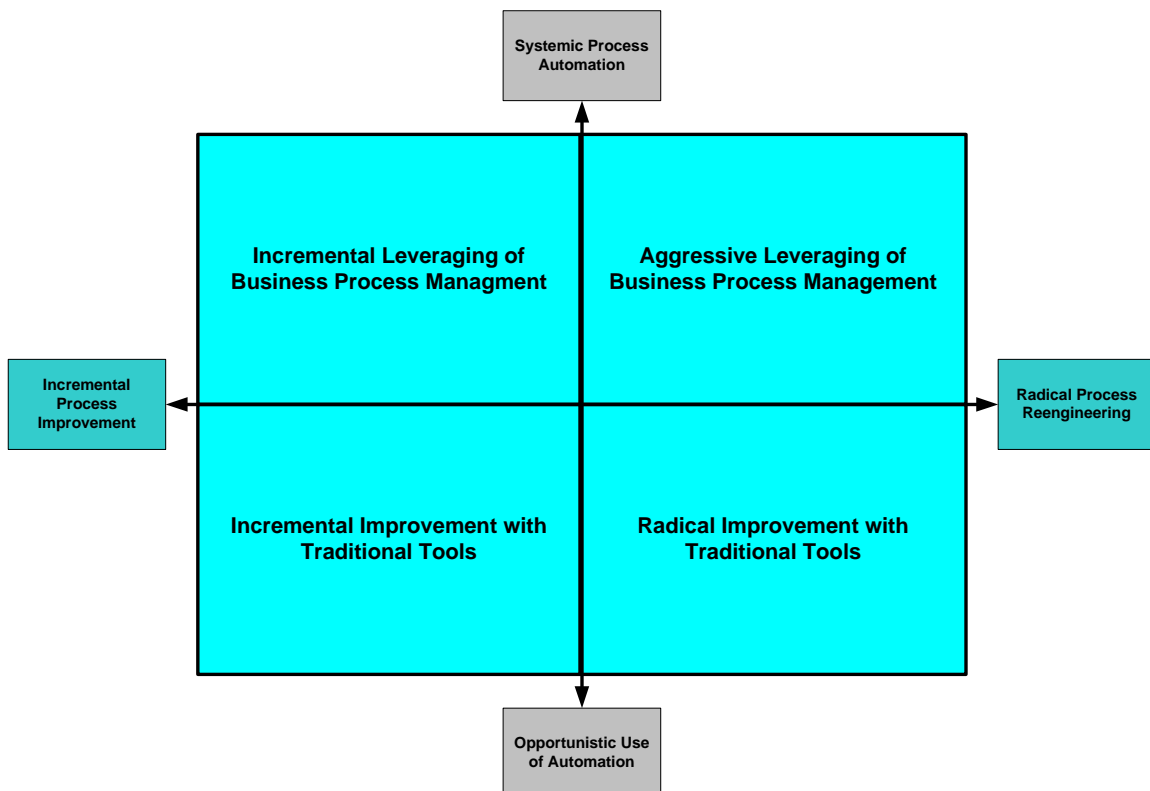 Systemic Process
Automation
Incremental Leveraging of
Business Process Managment
Aggressive Leveraging of
Business Process Management
Incremental
Process
Improvement
Radical Process
Reengineering
Incremental Improvement with
Traditional Tools
Radical Improvement with
Traditional Tools
Opportunistic Use
of Automation